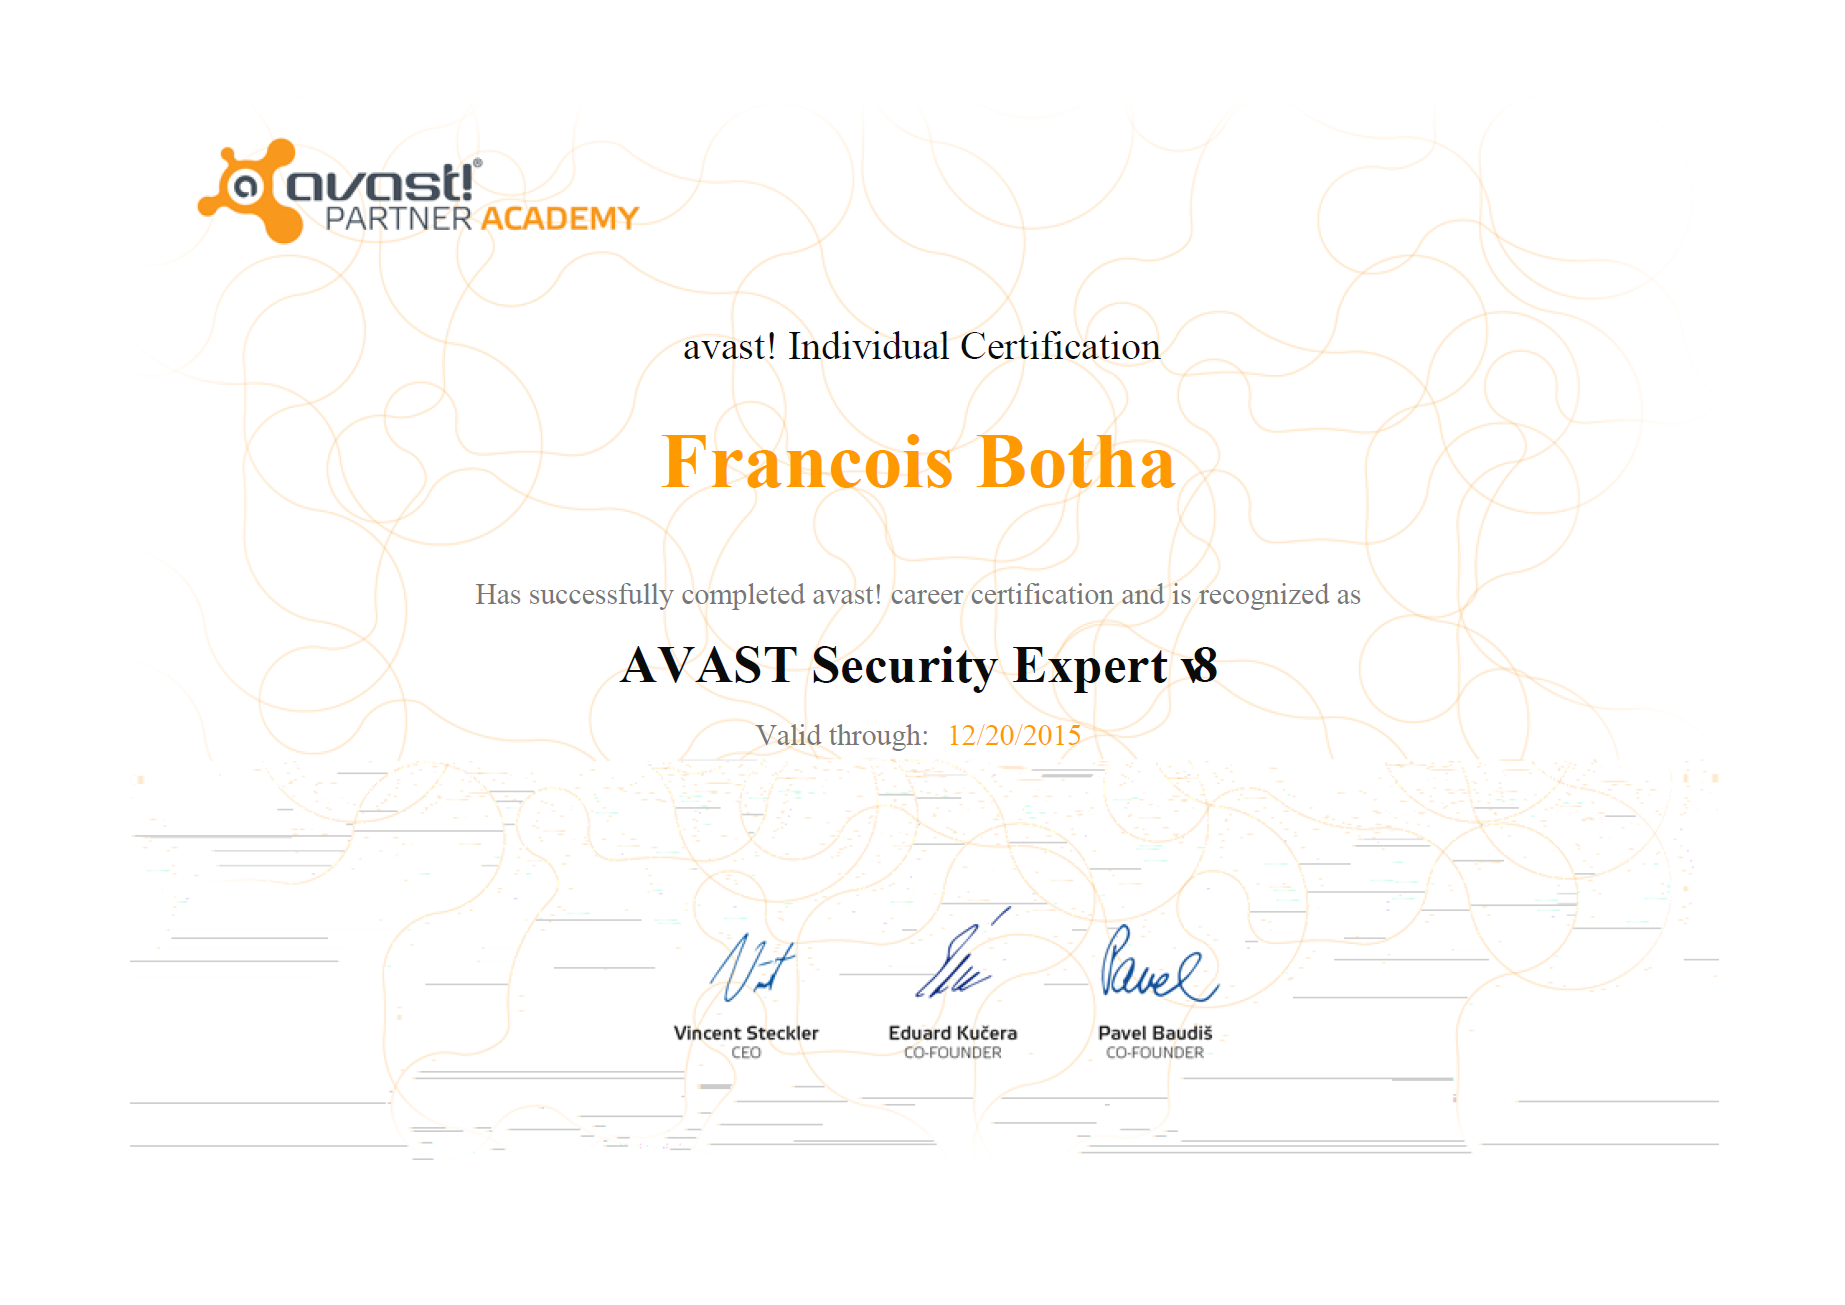 avast!®
PARTNER ACADEMY
avast! Individual Certification
Francois Botha
Has successfully completed avast! career certification and is recognized as
AVAST Security Expert v8
Valid through: 12/20/2015
Vincent Steckler
CEO
Eduard Kučera
CO-FOUNDER
Pavel
Pavel Baudiš
CO-FOUNDER